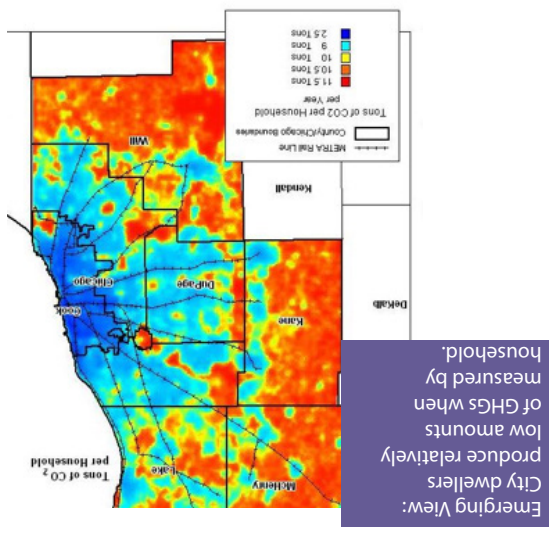 Emerging View:
City dwellers
produce relatively
low amounts
of GHGs when
measured by
household.
McHenry
Lake
Tons of CO2
per Household
DeKalb
Kane
Cook
DuPage
Chicago
Kendall
Will
METRA Rail Line
County/Chicago Boundaries
Tons of CO2 per Household
per Year
11.5 Tons
10.5 Tons
10 Tons
9 Tons
2.5 Tons